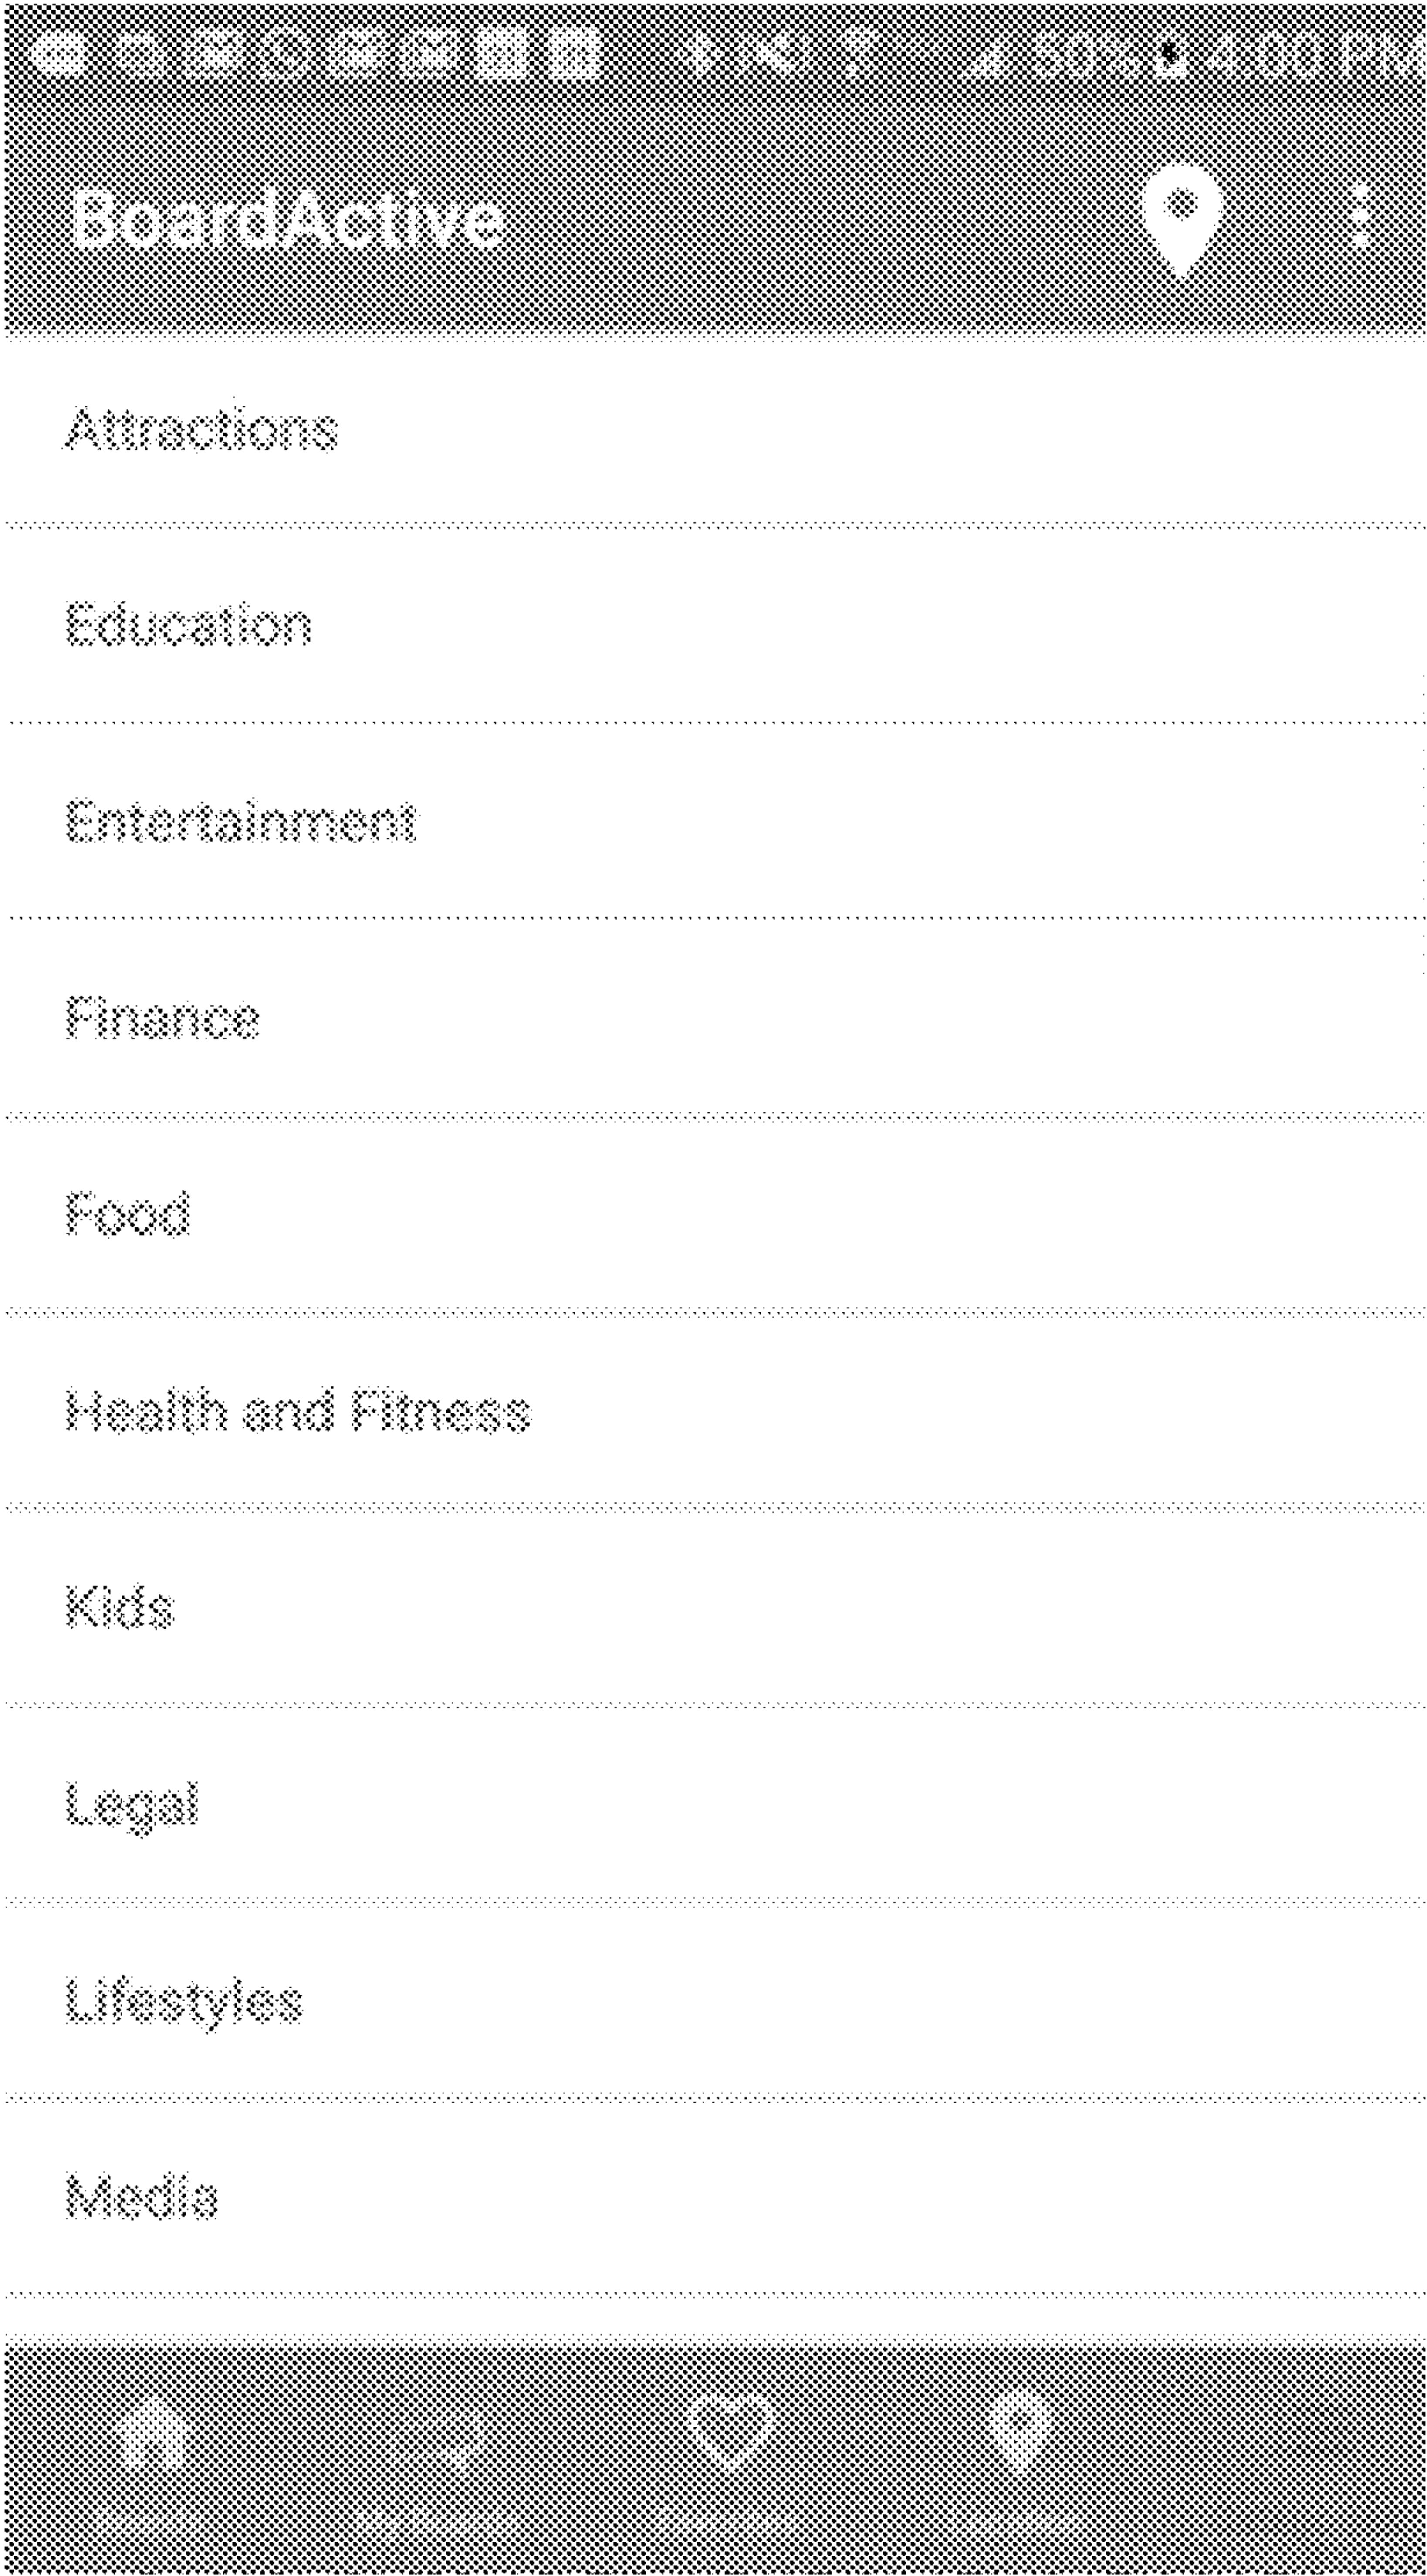 BoardActive
Attractions
Education
Entertainment
Finance
Food
Health and Fitness
Kids
Legal
Lifestyles
Media